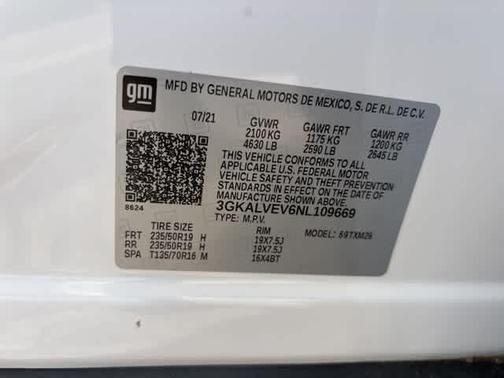 gm
MFD BY GENERAL MOTORS DE MEXICO, S. DE R.L. DE C.V.
07/21 GVWR GAWR FRT GAWR RR
2100 KG 1175 KG 1200 KG
4630 LB 2590 LB 2645 LB
THIS VEHICLE CONFORMS TO ALL
APPLICABLE U.S. FEDERAL MOTOR
VEHICLE SAFETY, BUMPER, AND THEFT
PREVENTION STANDARDS IN EFFECT ON THE DATE OF
MANUFACTURE SHOWN ABOVE.
3GKALVEV6NL109669
8624 TYPE: M.P.V.
TIRE SIZE RIM 69TXM29
FRT 235/50R19 H 19X7.5J
RR 235/50R19 H 19X7.5J
SPA T135/70R16 M 16X4BT